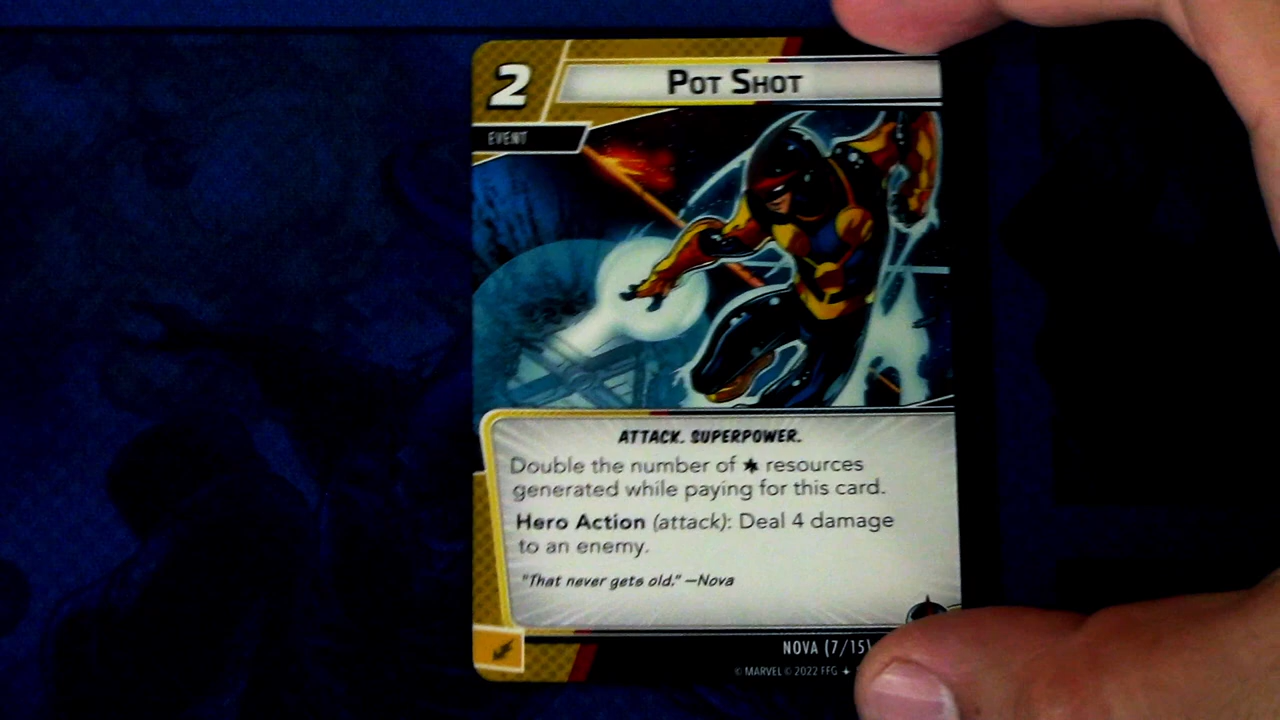 2
POT SHOT
EVENT
ATTACK. SUPERPOWER.
Double the number of resources
generated while paying for this card.
Hero Action (attack): Deal 4 damage
to an enemy.
"That never gets old." —Nova
NOVA (7/15)
© MARVEL © 2022 FFG